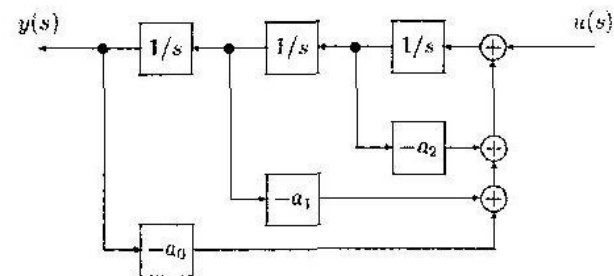 y(s) u(s)
1/s 1/s 1/s +
-a₂ +
-a₁ +
-a₀